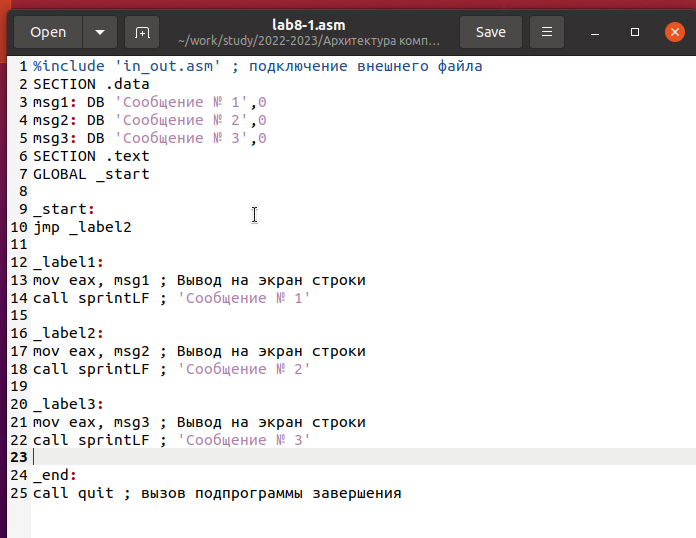 Open
lab8-1.asm
~/work/study/2022-2023/Архитектура комп...
Save
1 %include 'in_out.asm' ; подключение внешнего файла
2 SECTION .data
3 msg1: DB 'Сообщение № 1',0
4 msg2: DB 'Сообщение № 2',0
5 msg3: DB 'Сообщение № 3',0
6 SECTION .text
7 GLOBAL _start
8
9 _start:
10 jmp _label2
11
12 _label1:
13 mov eax, msg1 ; Вывод на экран строки
14 call sprintLF ; 'Сообщение № 1'
15
16 _label2:
17 mov eax, msg2 ; Вывод на экран строки
18 call sprintLF ; 'Сообщение № 2'
19
20 _label3:
21 mov eax, msg3 ; Вывод на экран строки
22 call sprintLF ; 'Сообщение № 3'
23
24 _end:
25 call quit ; вызов подпрограммы завершения